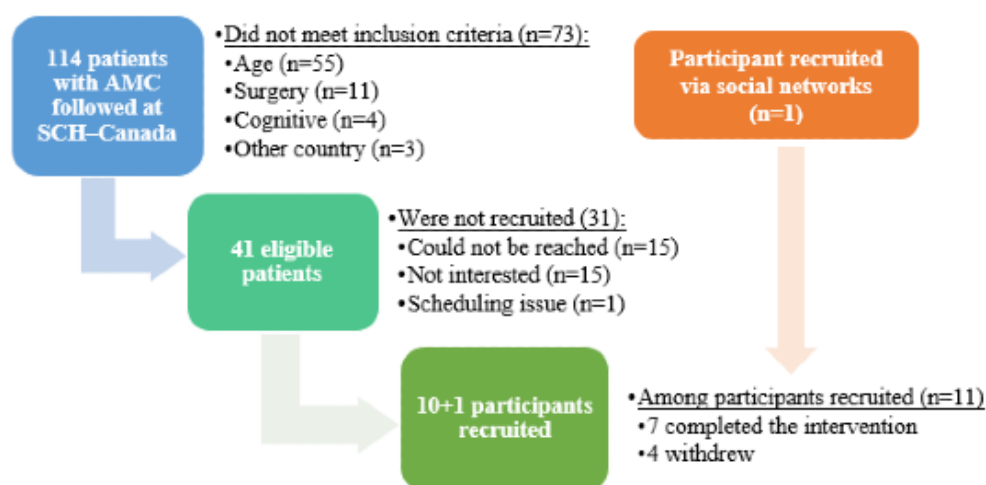 114 patients
with AMC
followed at
SCH–Canada
•Did not meet inclusion criteria (n=73):
•Age (n=55)
•Surgery (n=11)
•Cognitive (n=4)
•Other country (n=3)
Participant recruited
via social networks
(n=1)
41 eligible
patients
•Were not recruited (31):
•Could not be reached (n=15)
•Not interested (n=15)
•Scheduling issue (n=1)
10+1 participants
recruited
•Among participants recruited (n=11)
•7 completed the intervention
•4 withdrew